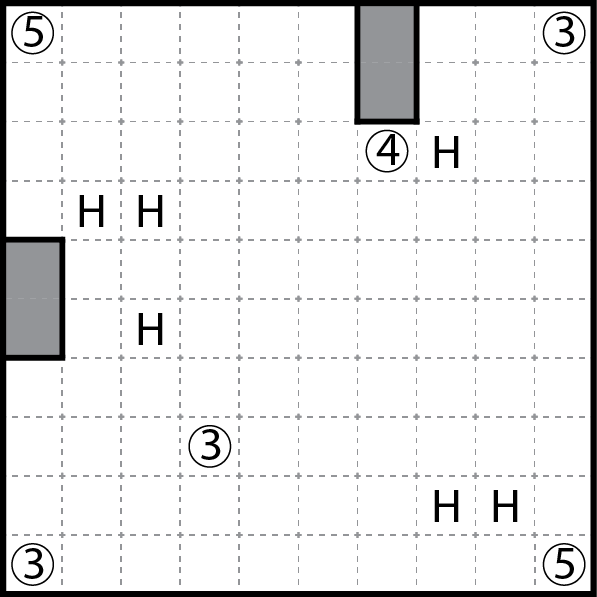 ⑤ ③
④ H
H H
H
③
H H
③ ⑤